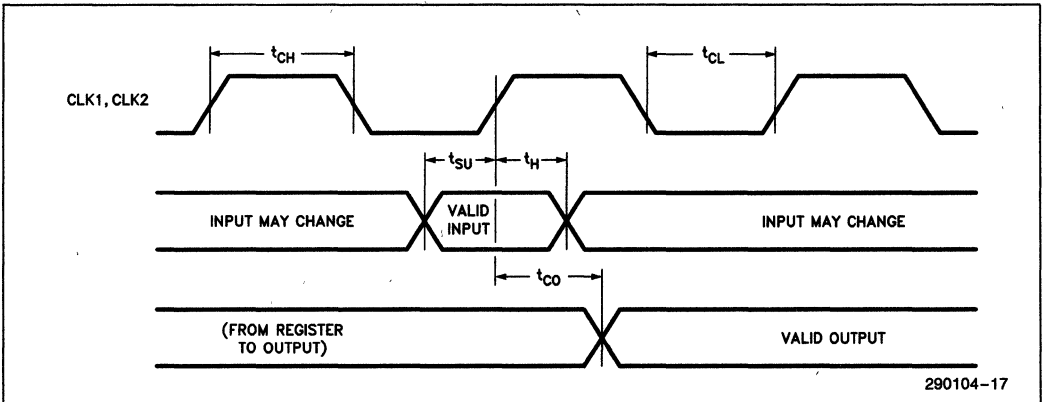 tCH
tCL
CLK1, CLK2
tSU
tH
INPUT MAY CHANGE
VALID
INPUT
INPUT MAY CHANGE
tCO
(FROM REGISTER
TO OUTPUT)
VALID OUTPUT
290104-17